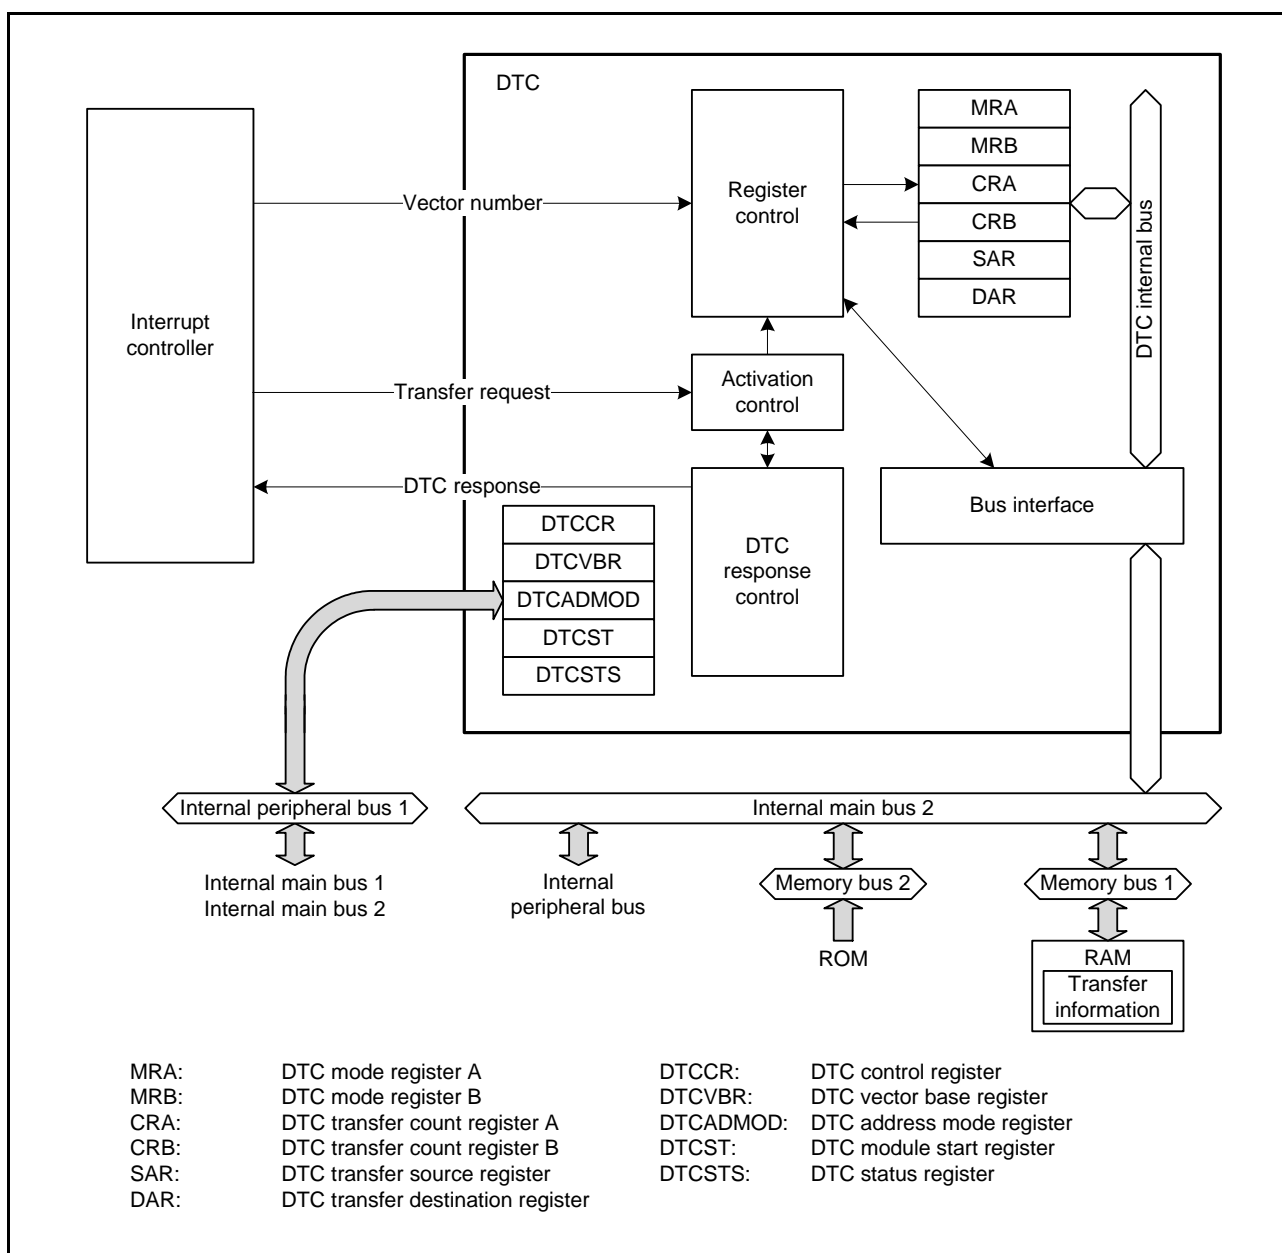 DTC
Interrupt
controller
Vector number
Transfer request
DTC response
Register
control
Activation
control
DTC
response
control
MRA
MRB
CRA
CRB
SAR
DAR
DTC internal bus
Bus interface
DTCCR
DTCVBR
DTCADMOD
DTCST
DTCSTS
Internal peripheral bus 1
Internal main bus 2
Internal main bus 1
Internal main bus 2
Internal
peripheral bus
Memory bus 2
Memory bus 1
ROM
RAM
Transfer
information
MRA: DTC mode register A
MRB: DTC mode register B
CRA: DTC transfer count register A
CRB: DTC transfer count register B
SAR: DTC transfer source register
DAR: DTC transfer destination register
DTCCR: DTC control register
DTCVBR: DTC vector base register
DTCADMOD: DTC address mode register
DTCST: DTC module start register
DTCSTS: DTC status register